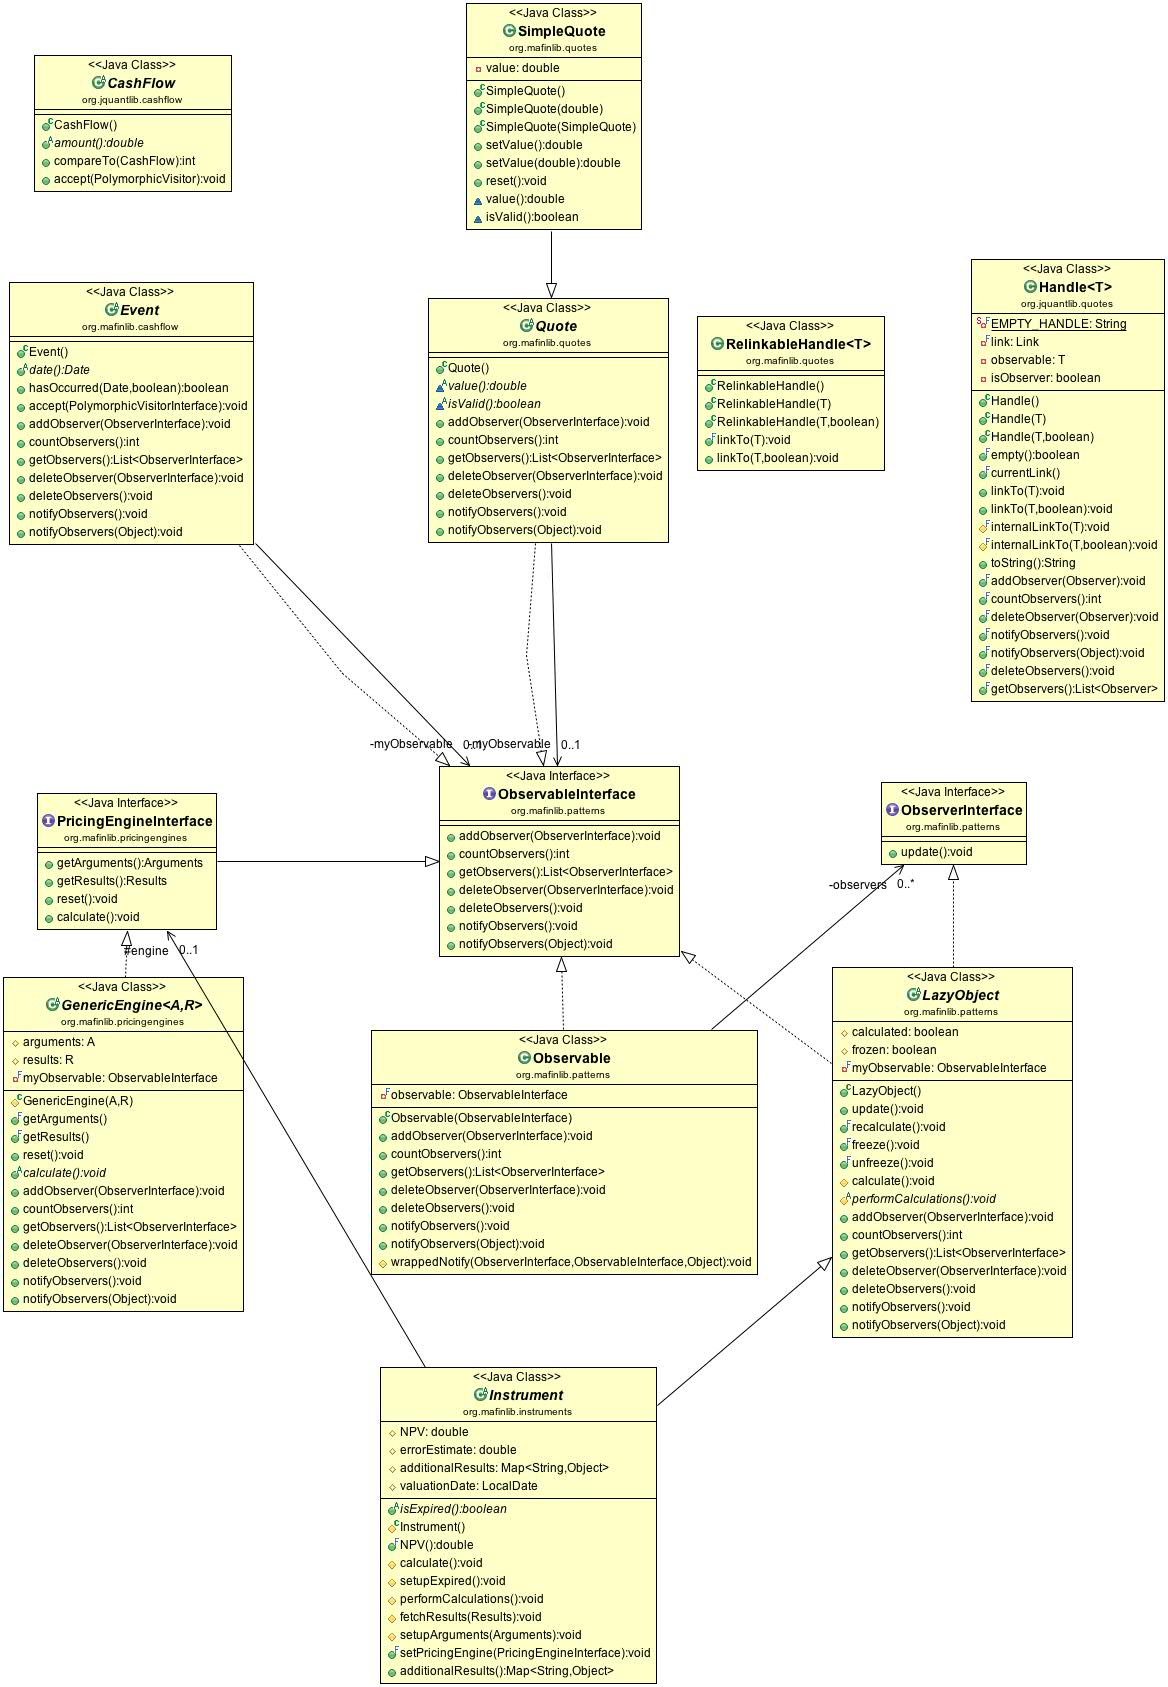 <<Java Class>>
SimpleQuote
org.mafinlib.quotes
value: double
SimpleQuote()
SimpleQuote(double)
SimpleQuote(SimpleQuote)
setValue():double
setValue(double):double
reset():void
value():double
isValid():boolean
<<Java Class>>
CashFlow
org.jquantlib.cashflow
CashFlow()
amount():double
compareTo(CashFlow):int
accept(PolymorphicVisitor):void
<<Java Class>>
Event
org.mafinlib.cashflow
Event()
date():Date
hasOccurred(Date,boolean):boolean
accept(PolymorphicVisitorInterface):void
addObserver(ObserverInterface):void
countObservers():int
getObservers():List<ObserverInterface>
deleteObserver(ObserverInterface):void
deleteObservers():void
notifyObservers():void
notifyObservers(Object):void
<<Java Class>>
Quote
org.mafinlib.quotes
Quote()
value():double
isValid():boolean
addObserver(ObserverInterface):void
countObservers():int
getObservers():List<ObserverInterface>
deleteObserver(ObserverInterface):void
deleteObservers():void
notifyObservers():void
notifyObservers(Object):void
<<Java Class>>
RelinkableHandle<T>
org.mafinlib.quotes
RelinkableHandle()
RelinkableHandle(T)
RelinkableHandle(T,boolean)
linkTo(T):void
linkTo(T,boolean):void
<<Java Class>>
Handle<T>
org.jquantlib.quotes
EMPTY_HANDLE: String
link: Link
observable: T
isObserver: boolean
Handle()
Handle(T)
Handle(T,boolean)
empty():boolean
currentLink()
linkTo(T):void
linkTo(T,boolean):void
internalLinkTo(T):void
internalLinkTo(T,boolean):void
toString():String
addObserver(Observer):void
countObservers():int
deleteObserver(Observer):void
notifyObservers():void
notifyObservers(Object):void
deleteObservers():void
getObservers():List<Observer>
-myObservable 0..1
-myObservable 0..1
<<Java Interface>>
PricingEngineInterface
org.mafinlib.pricingengines
getArguments():Arguments
getResults():Results
reset():void
calculate():void
<<Java Interface>>
ObservableInterface
org.mafinlib.patterns
addObserver(ObserverInterface):void
countObservers():int
getObservers():List<ObserverInterface>
deleteObserver(ObserverInterface):void
deleteObservers():void
notifyObservers():void
notifyObservers(Object):void
<<Java Interface>>
ObserverInterface
org.mafinlib.patterns
update():void
-observers 0..*
#engine 0..1
<<Java Class>>
GenericEngine<A,R>
org.mafinlib.pricingengines
arguments: A
results: R
myObservable: ObservableInterface
GenericEngine(A,R)
getArguments()
getResults()
reset():void
calculate():void
addObserver(ObserverInterface):void
countObservers():int
getObservers():List<ObserverInterface>
deleteObserver(ObserverInterface):void
deleteObservers():void
notifyObservers():void
notifyObservers(Object):void
<<Java Class>>
Observable
org.mafinlib.patterns
observable: ObservableInterface
Observable(ObservableInterface)
addObserver(ObserverInterface):void
countObservers():int
getObservers():List<ObserverInterface>
deleteObserver(ObserverInterface):void
deleteObservers():void
notifyObservers():void
notifyObservers(Object):void
wrappedNotify(ObserverInterface,ObservableInterface,Object):void
<<Java Class>>
LazyObject
org.mafinlib.patterns
calculated: boolean
frozen: boolean
myObservable: ObservableInterface
LazyObject()
update():void
recalculate():void
freeze():void
unfreeze():void
calculate():void
performCalculations():void
addObserver(ObserverInterface):void
countObservers():int
getObservers():List<ObserverInterface>
deleteObserver(ObserverInterface):void
deleteObservers():void
notifyObservers():void
notifyObservers(Object):void
<<Java Class>>
Instrument
org.mafinlib.instruments
NPV: double
errorEstimate: double
additionalResults: Map<String,Object>
valuationDate: LocalDate
isExpired():boolean
Instrument()
NPV():double
calculate():void
setupExpired():void
performCalculations():void
fetchResults(Results):void
setupArguments(Arguments):void
setPricingEngine(PricingEngineInterface):void
additionalResults():Map<String,Object>